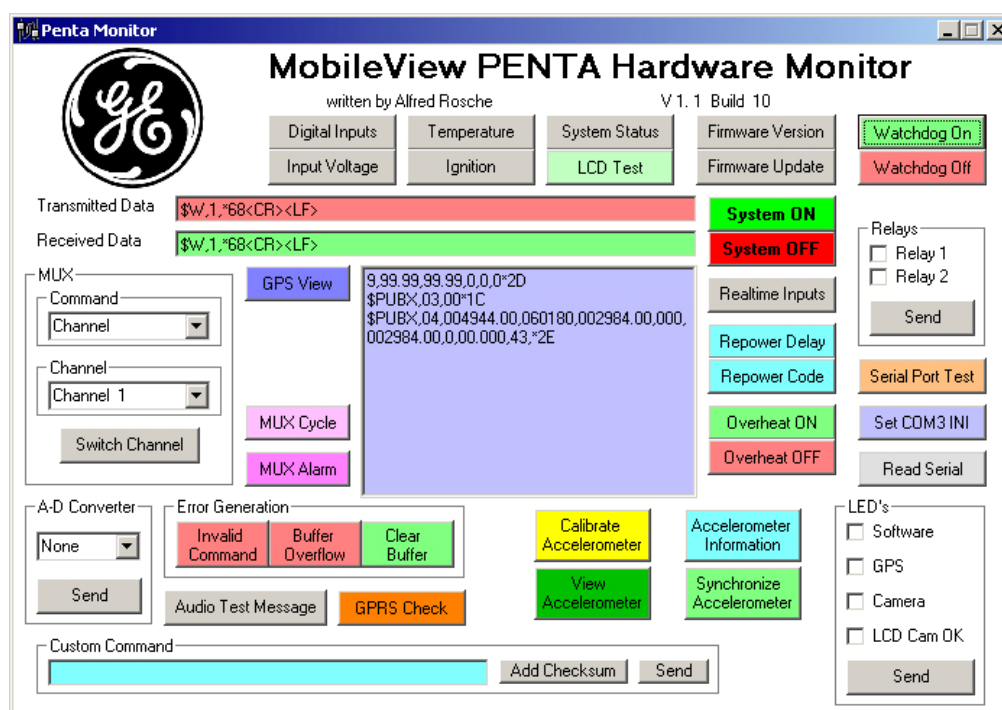 Penta Monitor
GE
MobileView PENTA Hardware Monitor
written by Alfred Rosche V 1. 1 Build 10
Digital Inputs Temperature System Status Firmware Version Watchdog On
Input Voltage Ignition LCD Test Firmware Update Watchdog Off
Transmitted Data $W,1,*68<CR><LF> System ON
Received Data $W,1,*68<CR><LF> System OFF
Relays
Relay 1
Relay 2
Send
MUX
Command
Channel
Channel
Channel 1
Switch Channel
GPS View
MUX Cycle
MUX Alarm
9,99.99,99.99,0,0,0*2D
$PUBX,03,00*1C
$PUBX,04,004944.00,060180,002984.00,000,
002984.00,0,00.000,43,*2E
Realtime Inputs
Repower Delay
Repower Code
Overheat ON
Overheat OFF
Serial Port Test
Set COM3 INI
Read Serial
A-D Converter
None
Send
Error Generation
Invalid
Command
Buffer
Overflow
Clear
Buffer
Audio Test Message
GPRS Check
Calibrate
Accelerometer
Accelerometer
Information
View
Accelerometer
Synchronize
Accelerometer
LED's
Software
GPS
Camera
LCD Cam OK
Send
Custom Command
Add Checksum
Send